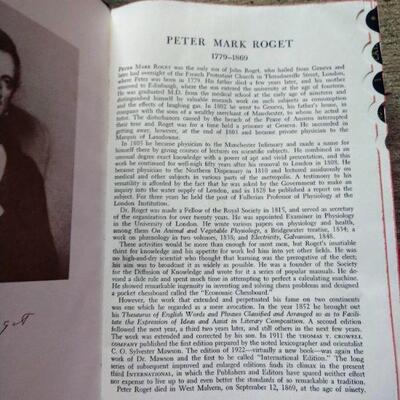 PETER MARK ROGET
1779–1869
PETER MARK ROGET was the only son of John Roget, who hailed from Geneva and
later had oversight of the French Protestant Church in Threadneedle Street, London,
where Peter was born in 1779. His father died a few years later, and his mother
removed to Edinburgh, where the son entered the university at the age of fourteen.
He was graduated M.D. from the medical school at the early age of nineteen and
distinguished himself by valuable research work on such subjects as consumption
and the effects of laughing gas. In 1802 he went to Geneva, his father's home, in
company with the sons of a wealthy merchant of Manchester, to whom he acted as
tutor. The disturbances caused by the breach of the Peace of Amiens interrupted
their tour and Roget was for a time held a prisoner at Geneva. He succeeded in
getting away, however, at the end of 1803 and became private physician to the
Marquis of Lansdowne.
In 1805 he became physician to the Manchester Infirmary and made a name for
himself there by giving courses of lectures on scientific subjects. He combined in an
unusual degree exact knowledge with a power of apt and vivid presentation, and this
work he continued for well-nigh fifty years after his removal to London in 1808. He
became physician to the Northern Dispensary in 1810 and lectured assiduously on
medical and other subjects in various parts of the metropolis. A testimony to his
versatility is afforded by the fact that he was asked by the Government to make an
inquiry into the water supply of London, and in 1828 he published a report on the
subject. For three years he held the post of Fullerian Professor of Physiology at the
London Institution.
Dr. Roget was made a Fellow of the Royal Society in 1815, and served as secretary
of the organization for over twenty years. He was appointed Examiner in Physiology
in the University of London. He wrote various papers on physiology and health,
among them On Animal and Vegetable Physiology, a Bridgewater treatise, 1834; a
work on phrenology in two volumes, 1838; and Electricity, Galvanism, 1848.
These activities would be more than enough for most men, but Roget's insatiable
thirst for knowledge and his appetite for work led him into yet other fields. He was
no high-and-dry scientist that thought learning was the prerogative of the elect;
his aim was to broadcast it as widely as possible. He was a founder of the Society
for the Diffusion of Knowledge and wrote for it a series of popular manuals. He de-
vised a slide rule and spent much time in attempting to perfect a calculating machine.
He showed remarkable ingenuity in inventing and solving chess problems and designed
a pocket chessboard called the "Economic Chessboard."
However, the work that extended and perpetuated his fame on two continents
was one which he regarded as a mere avocation. In the year 1852 he brought out
his Thesaurus of English Words and Phrases Classified and Arranged so as to Facili-
tate the Expression of Ideas and Assist in Literary Composition. A second edition
followed the next year, a third two years later, and still others in the next few years.
The work was extended and corrected by his son. In 1911 the THOMAS Y. CROWELL
COMPANY published the first edition edited by the noted lexicographer and orientalist
C. O. Sylvester Mawson. The edition of 1922—virtually a new book—was again the
work of Dr. Mawson and the first to be called "International Edition." The long
series of subsequent improved and enlarged editions finds its climax in the present
third INTERNATIONAL, in which the Publishers and Editors have spared neither effort
nor expense to live up to and even better the standards of so remarkable a tradition.
Peter Roget died in West Malvern, on September 12, 1869, at the age of ninety.